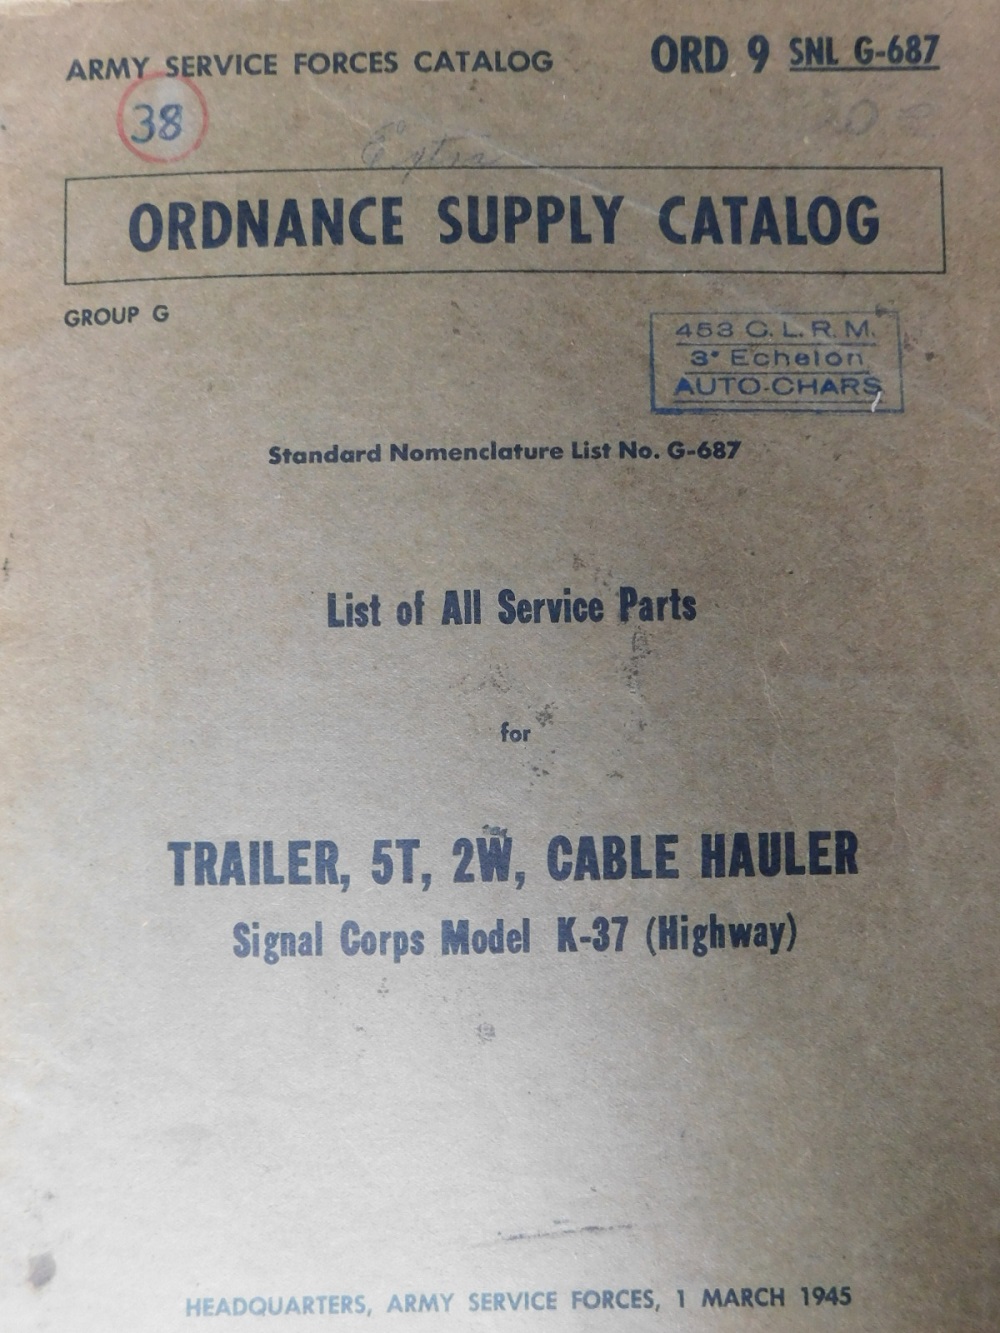 ARMY SERVICE FORCES CATALOG
ORD 9 SNL G-687
38
Extra
ORDNANCE SUPPLY CATALOG
GROUP G
453 C. L. R. M.
3° Echelon
AUTO-CHARS
Standard Nomenclature List No. G-687
List of All Service Parts
for
TRAILER, 5T, 2W, CABLE HAULER
Signal Corps Model K-37 (Highway)
HEADQUARTERS, ARMY SERVICE FORCES, 1 MARCH 1945